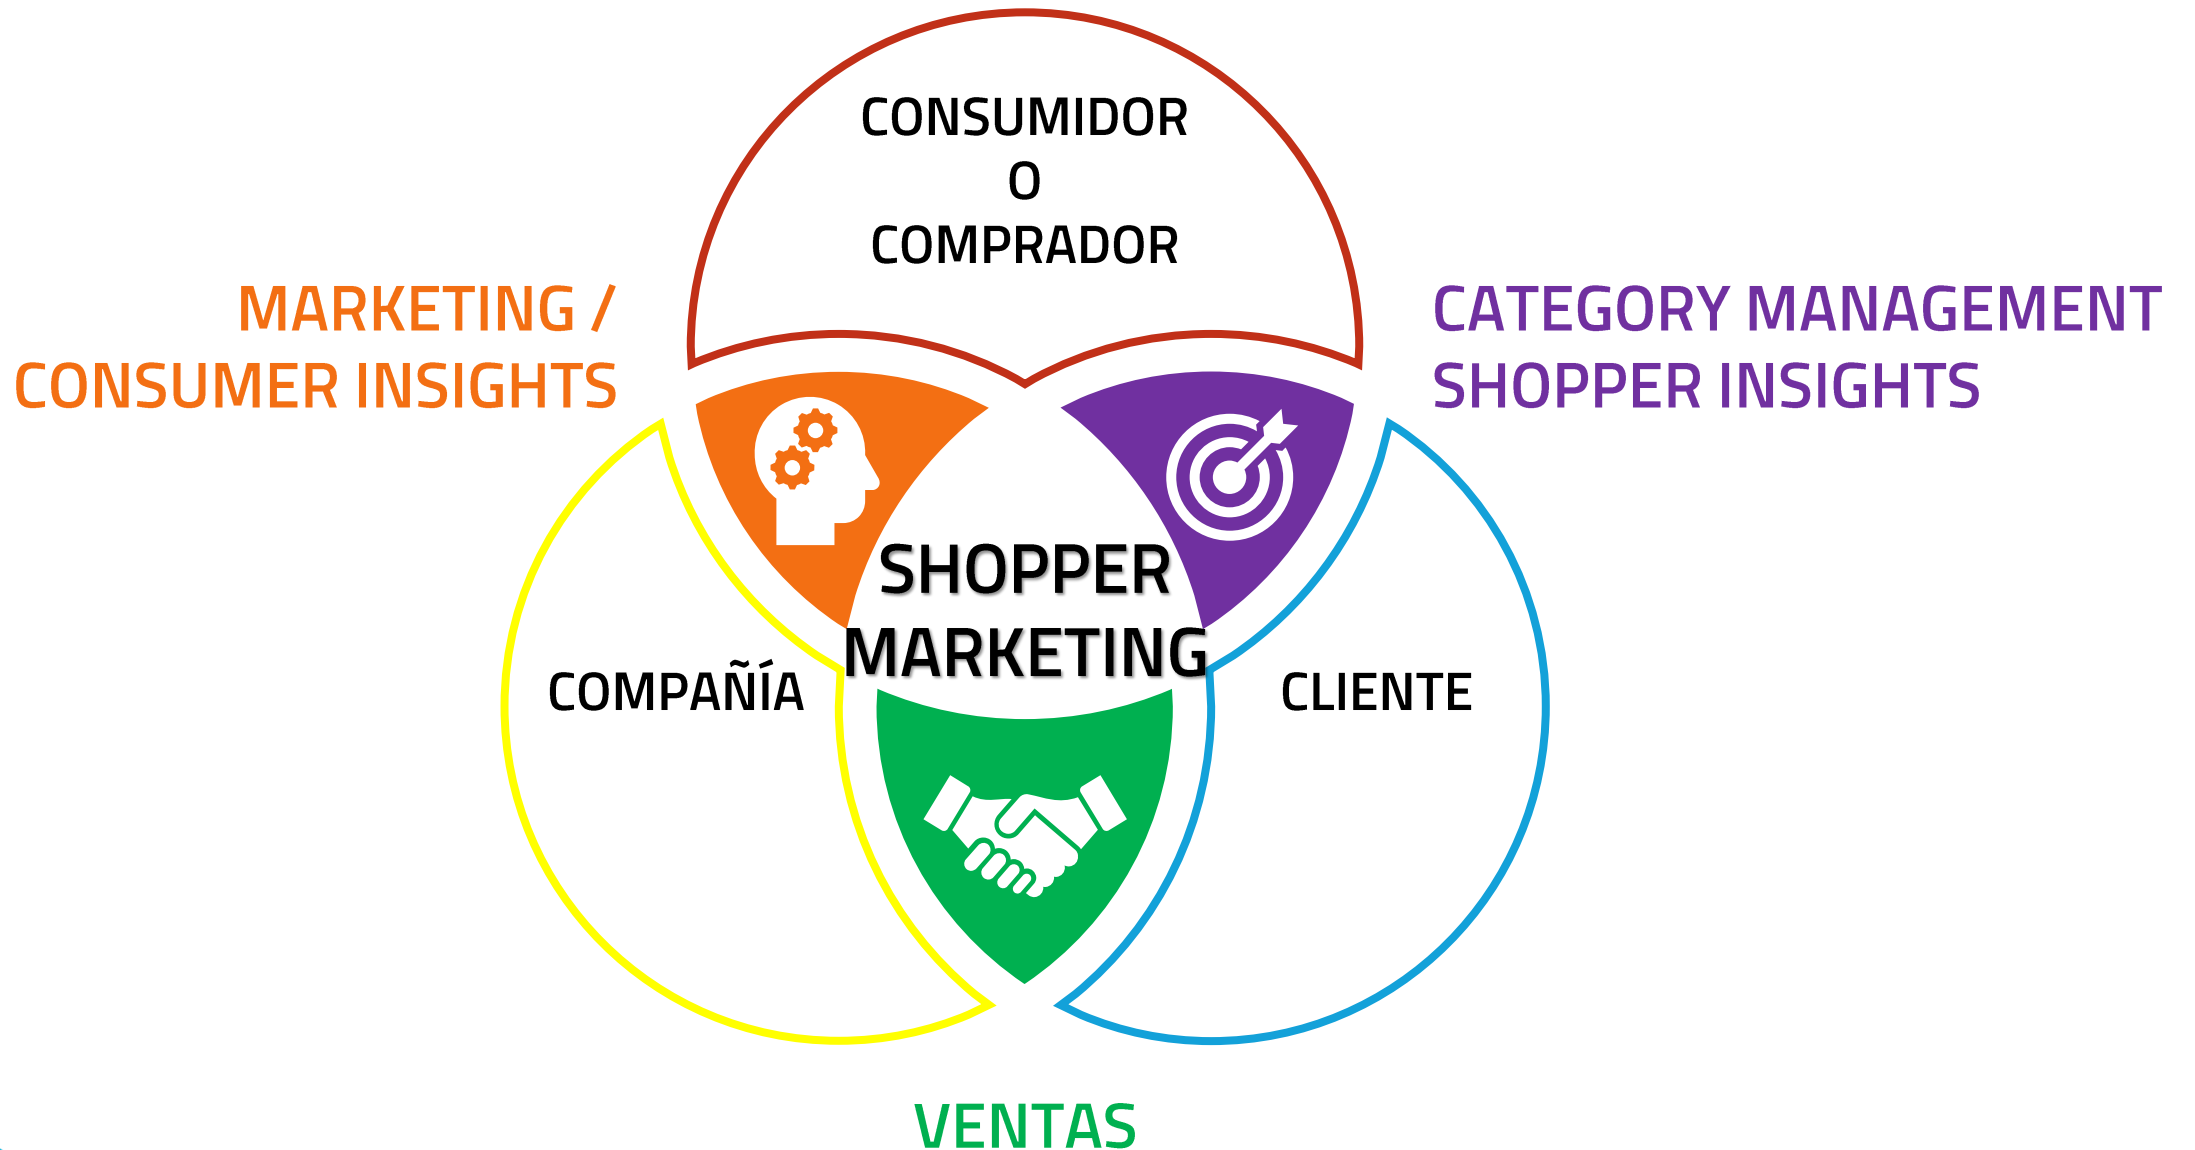 CONSUMIDOR
O
COMPRADOR
MARKETING /
CONSUMER INSIGHTS
CATEGORY MANAGEMENT
SHOPPER INSIGHTS
SHOPPER
MARKETING
COMPAÑÍA
CLIENTE
VENTAS